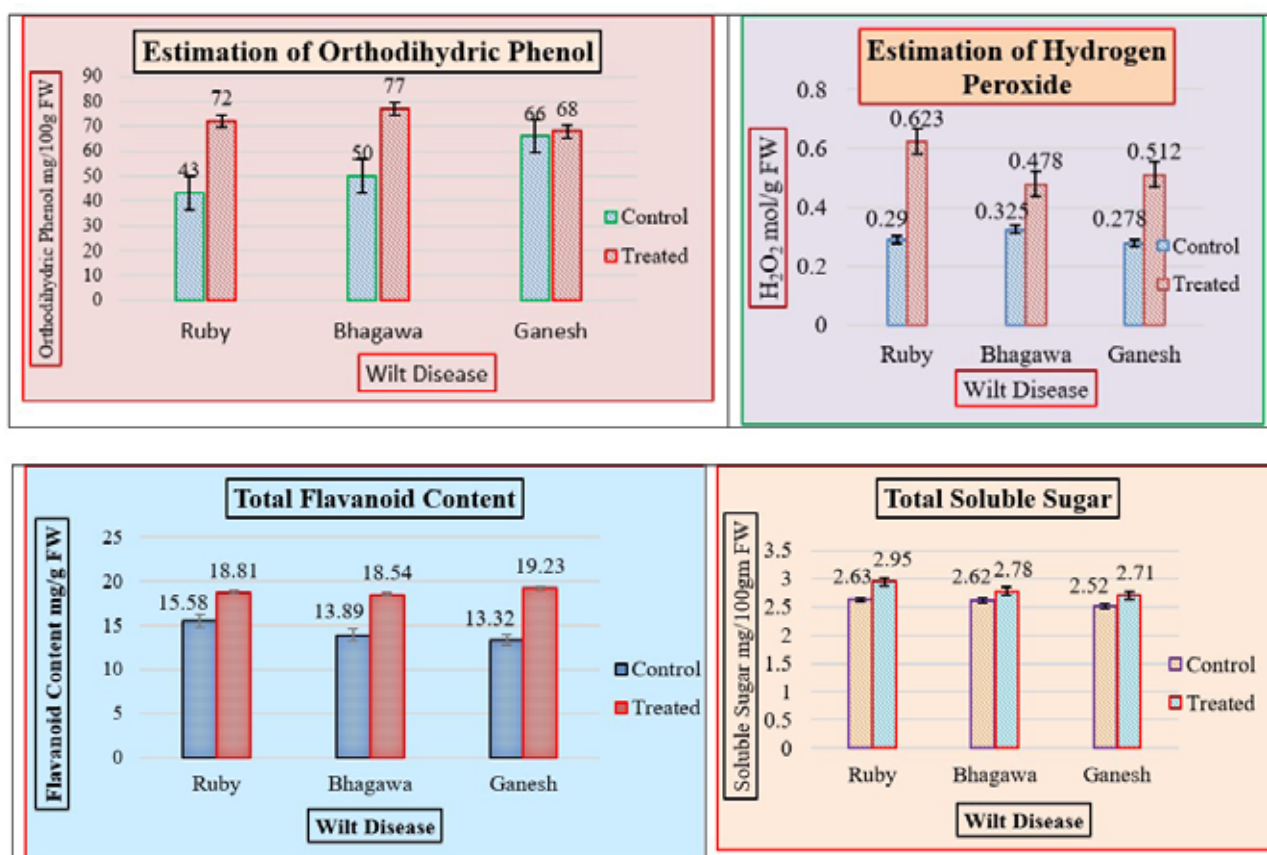 Estimation of Orthodihydric Phenol
Orthodihydric Phenol mg/100g FW
90
80
70
60
50
40
30
20
10
0
43
72
50
77
66
68
Control
Treated
Ruby Bhagawa Ganesh
Wilt Disease
Estimation of Hydrogen
Peroxide
H₂O₂ mol/g FW
0.8
0.6
0.4
0.2
0
0.29
0.623
0.325
0.478
0.278
0.512
Control
Treated
Ruby Bhagawa Ganesh
Wilt Disease
Total Flavanoid Content
Flavanoid Content mg/g FW
25
20
15
10
5
0
15.58
18.81
13.89
18.54
13.32
19.23
Control
Treated
Ruby Bhagawa Ganesh
Wilt Disease
Total Soluble Sugar
Soluble Sugar mg/100gm FW
3.5
3
2.5
2
1.5
1
0.5
0
2.63
2.95
2.62
2.78
2.52
2.71
Control
Treated
Ruby Bhagawa Ganesh
Wilt Disease